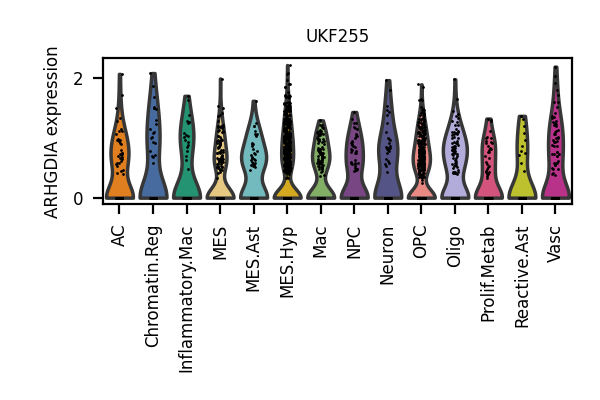 UKF255
ARHGDIA expression
2
0
AC
Chromatin.Reg
Inflammatory.Mac
MES
MES.Ast
MES.Hyp
Mac
NPC
Neuron
OPC
Oligo
Prolif.Metab
Reactive.Ast
Vasc